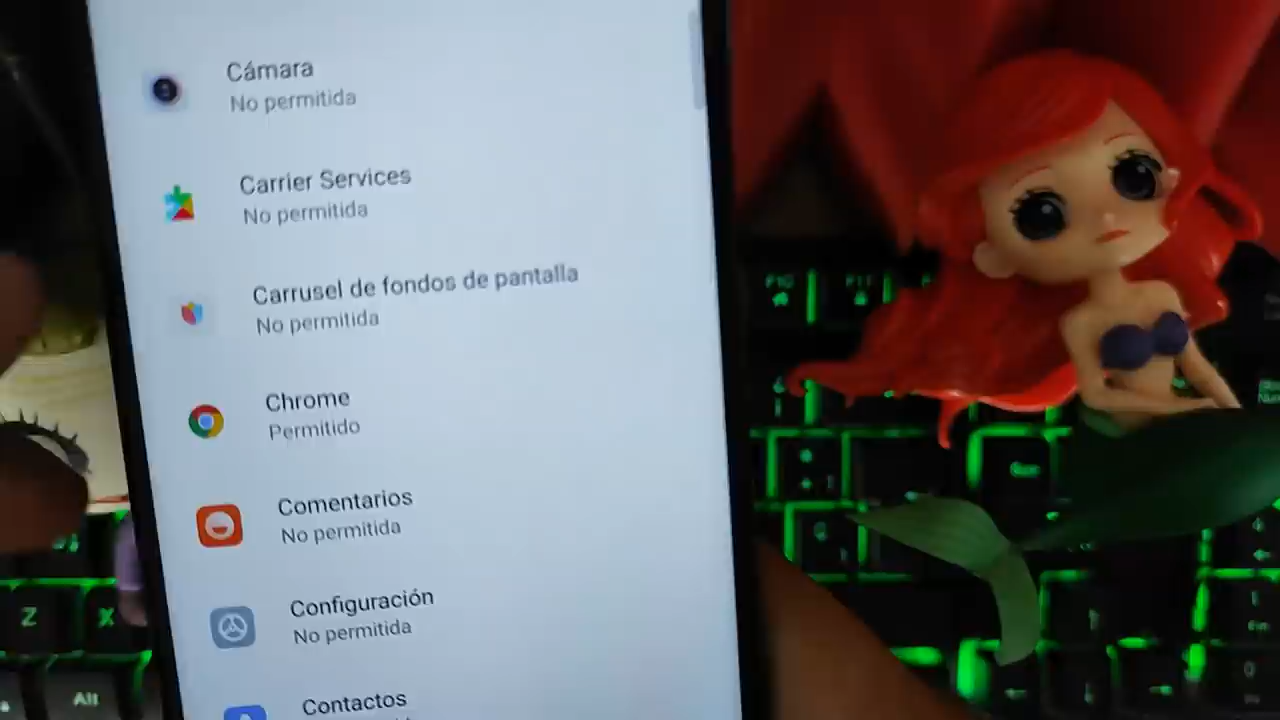 Cámara
No permitida
Carrier Services
No permitida
Carrusel de fondos de pantalla
No permitida
Chrome
Permitido
Comentarios
No permitida
Configuración
No permitida
Contactos
Z
X
Alt